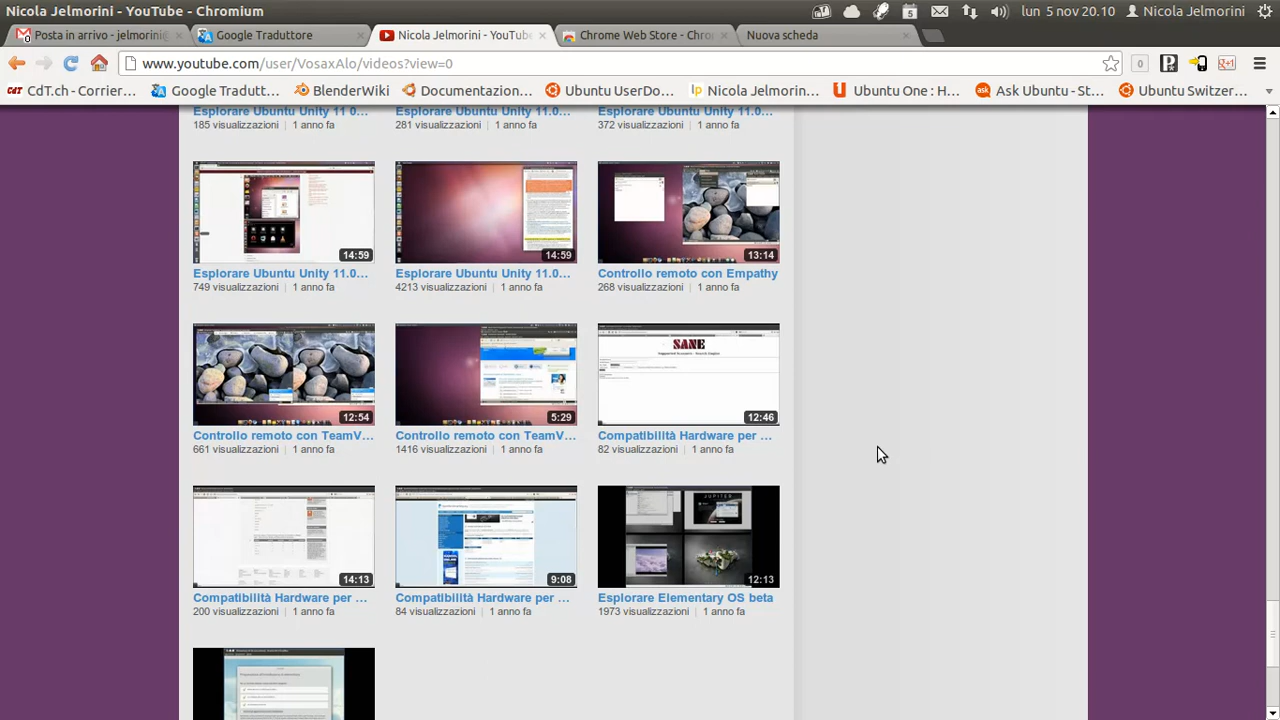 Nicola Jelmorini - YouTube - Chromium
5
lun 5 nov 20.10
Nicola Jelmorini
Posta in arrivo - jelmorini@
Google Traduttore
Nicola Jelmorini - YouTub
Chrome Web Store - Chro
Nuova scheda
www.youtube.com/user/VosaxAlo/videos?view=0
0
CdT.ch - Corrier...
Google Tradutt...
BlenderWiki
Documentazion...
Ubuntu UserDo...
Nicola Jelmorin...
Ubuntu One : H...
Ask Ubuntu - St...
Ubuntu Switzer...
Esplorare Ubuntu Unity 11 0...
Esplorare Ubuntu Unity 11.0...
Esplorare Ubuntu Unity 11.0...
185 visualizzazioni | 1 anno fa
281 visualizzazioni | 1 anno fa
372 visualizzazioni | 1 anno fa
14:59
14:59
13:14
Esplorare Ubuntu Unity 11.0...
Esplorare Ubuntu Unity 11.0...
Controllo remoto con Empathy
749 visualizzazioni | 1 anno fa
4213 visualizzazioni | 1 anno fa
268 visualizzazioni | 1 anno fa
SANE
12:54
5:29
12:46
Controllo remoto con TeamV...
Controllo remoto con TeamV...
Compatibilità Hardware per ...
661 visualizzazioni | 1 anno fa
1416 visualizzazioni | 1 anno fa
82 visualizzazioni | 1 anno fa
JUPITER
14:13
9:08
12:13
Compatibilità Hardware per ...
Compatibilità Hardware per ...
Esplorare Elementary OS beta
200 visualizzazioni | 1 anno fa
84 visualizzazioni | 1 anno fa
1973 visualizzazioni | 1 anno fa